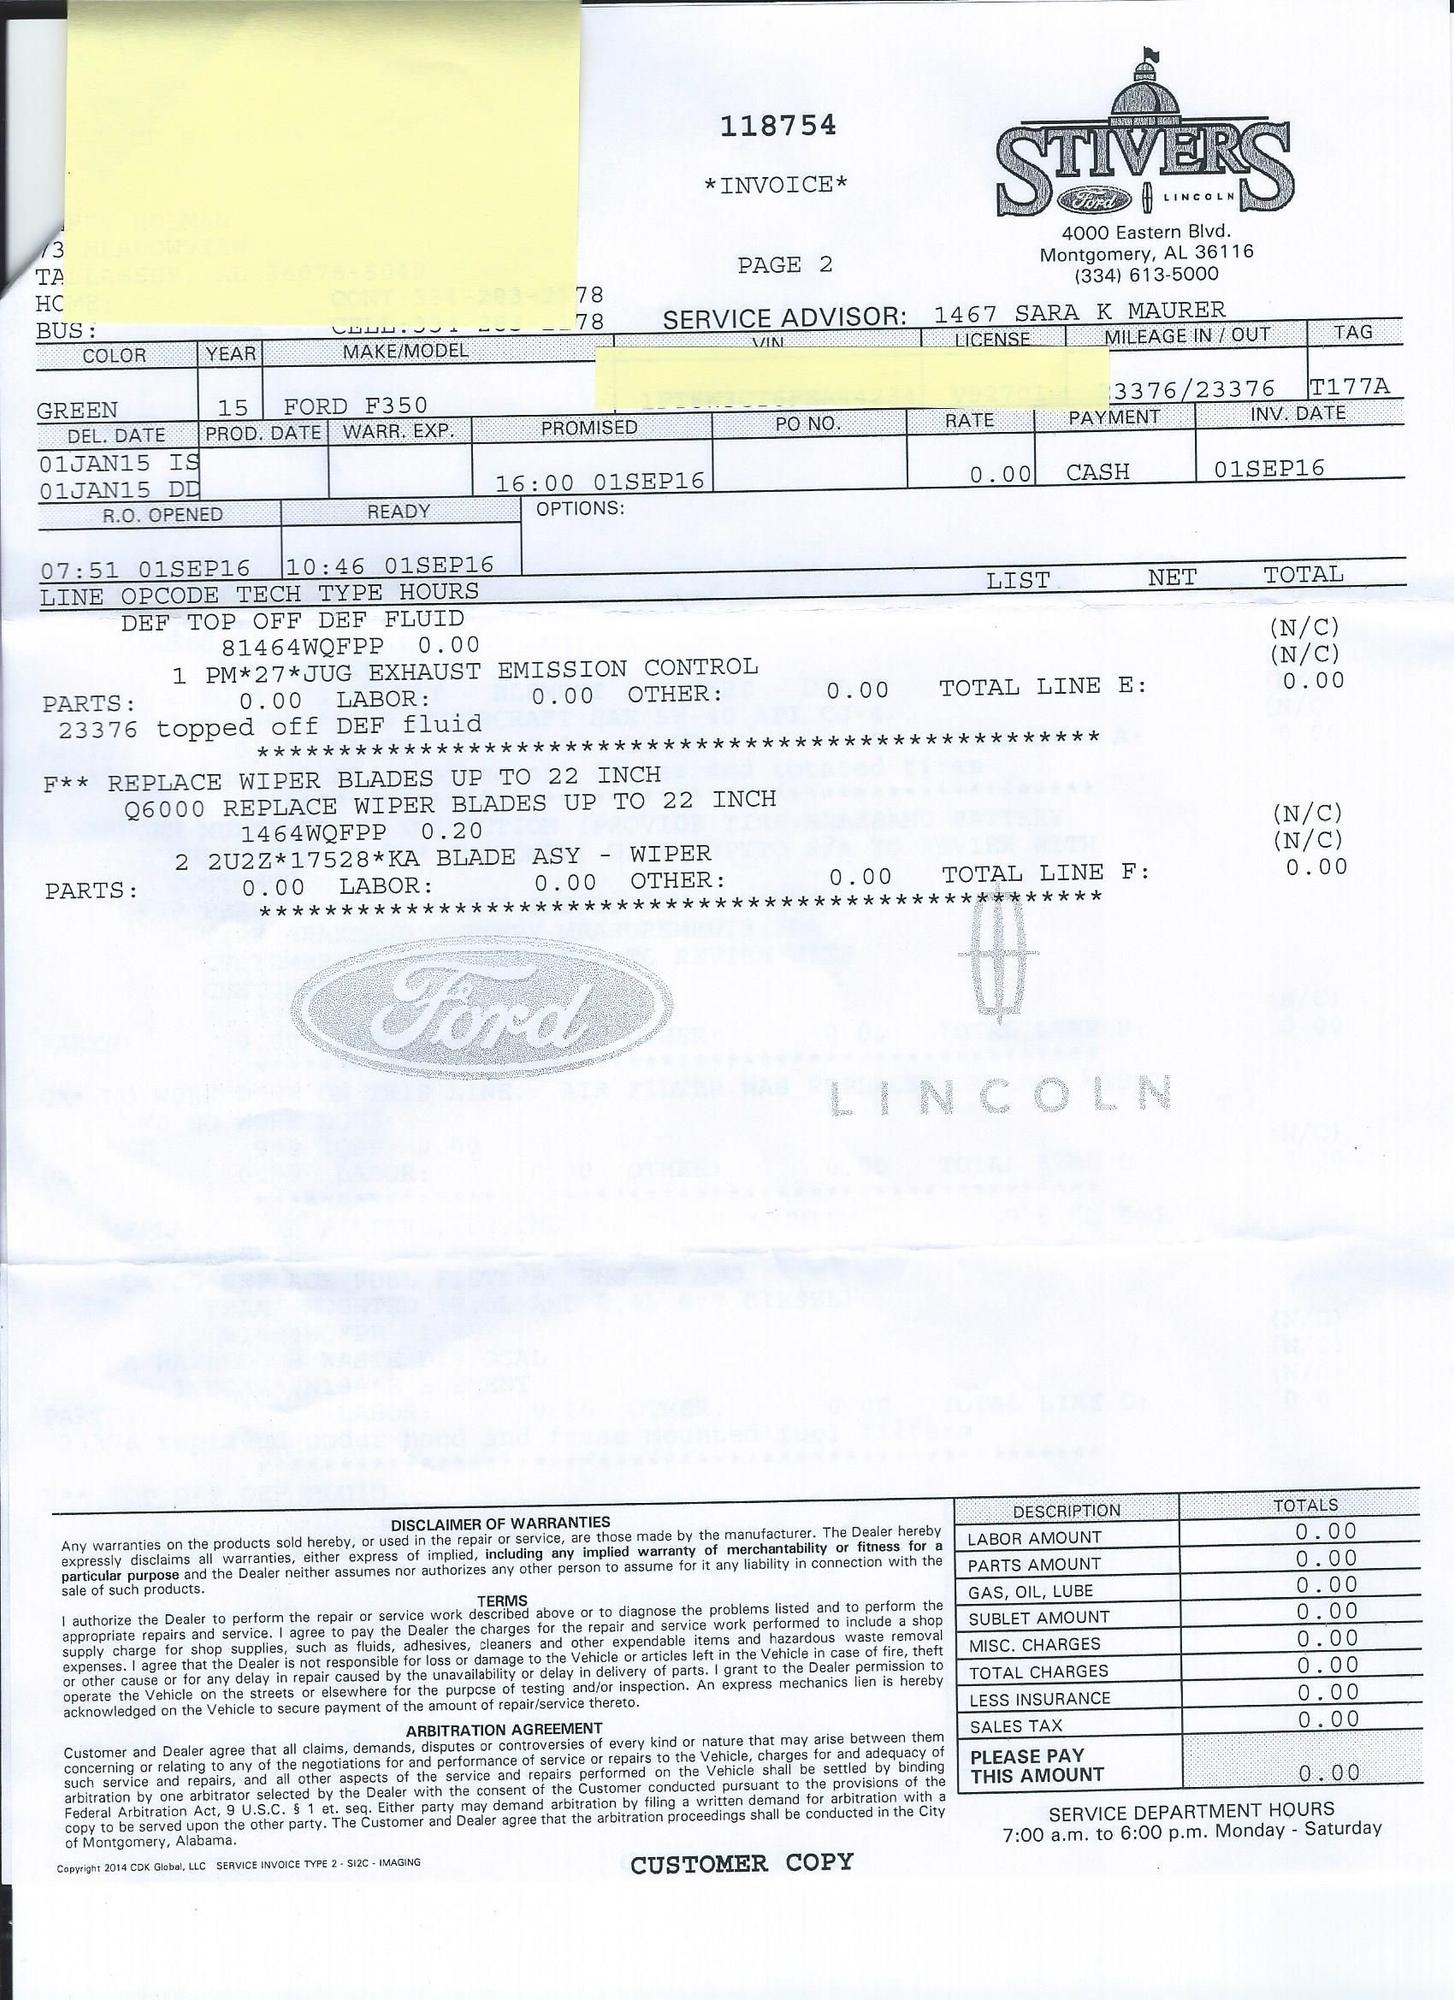 118754
*INVOICE*
PAGE 2
STIVERS
Ford LINCOLN
4000 Eastern Blvd.
Montgomery, AL 36116
(334) 613-5000
BUS:
SERVICE ADVISOR: 1467 SARA K MAURER
COLOR YEAR MAKE/MODEL VIN LICENSE MILEAGE IN / OUT TAG
GREEN 15 FORD F350 23376/23376 T177A
DEL. DATE PROD. DATE WARR. EXP. PROMISED PO NO. RATE PAYMENT INV. DATE
01JAN15 IS
01JAN15 DD 16:00 01SEP16 0.00 CASH 01SEP16
R.O. OPENED READY OPTIONS:
07:51 01SEP16 10:46 01SEP16
LINE OPCODE TECH TYPE HOURS LIST NET TOTAL
DEF TOP OFF DEF FLUID
81464WQFPP 0.00 (N/C)
1 PM*27*JUG EXHAUST EMISSION CONTROL (N/C)
PARTS: 0.00 LABOR: 0.00 OTHER: 0.00 TOTAL LINE E: 0.00
23376 topped off DEF fluid
****************************************************
F** REPLACE WIPER BLADES UP TO 22 INCH
Q6000 REPLACE WIPER BLADES UP TO 22 INCH
1464WQFPP 0.20 (N/C)
2 2U2Z*17528*KA BLADE ASY - WIPER (N/C)
PARTS: 0.00 LABOR: 0.00 OTHER: 0.00 TOTAL LINE F: 0.00
****************************************************
Ford
LINCOLN
DISCLAIMER OF WARRANTIES
Any warranties on the products sold hereby, or used in the repair or service, are those made by the manufacturer. The Dealer hereby
expressly disclaims all warranties, either express of implied, including any implied warranty of merchantability or fitness for a
particular purpose and the Dealer neither assumes nor authorizes any other person to assume for it any liability in connection with the
sale of such products.
TERMS
I authorize the Dealer to perform the repair or service work described above or to diagnose the problems listed and to perform the
appropriate repairs and service. I agree to pay the Dealer the charges for the repair and service work performed to include a shop
supply charge for shop supplies, such as fluids, adhesives, cleaners and other expendable items and hazardous waste removal
expenses. I agree that the Dealer is not responsible for loss or damage to the Vehicle or articles left in the Vehicle in case of fire, theft
or other cause or for any delay in repair caused by the unavailability or delay in delivery of parts. I grant to the Dealer permission to
operate the Vehicle on the streets or elsewhere for the purpose of testing and/or inspection. An express mechanics lien is hereby
acknowledged on the Vehicle to secure payment of the amount of repair/service thereto.
ARBITRATION AGREEMENT
Customer and Dealer agree that all claims, demands, disputes or controversies of every kind or nature that may arise between them
concerning or relating to any of the negotiations for and performance of service or repairs to the Vehicle, charges for and adequacy of
such service and repairs, and all other aspects of the service and repairs performed on the Vehicle shall be settled by binding
arbitration by one arbitrator selected by the Dealer with the consent of the Customer conducted pursuant to the provisions of the
Federal Arbitration Act, 9 U.S.C. § 1 et. seq. Either party may demand arbitration by filing a written demand for arbitration with a
copy to be served upon the other party. The Customer and Dealer agree that the arbitration proceedings shall be conducted in the City
of Montgomery, Alabama.
DESCRIPTION TOTALS
LABOR AMOUNT 0.00
PARTS AMOUNT 0.00
GAS, OIL, LUBE 0.00
SUBLET AMOUNT 0.00
MISC. CHARGES 0.00
TOTAL CHARGES 0.00
LESS INSURANCE 0.00
SALES TAX 0.00
PLEASE PAY
THIS AMOUNT 0.00
SERVICE DEPARTMENT HOURS
7:00 a.m. to 6:00 p.m. Monday - Saturday
Copyright 2014 CDK Global, LLC SERVICE INVOICE TYPE 2 - SI2C - IMAGING
CUSTOMER COPY